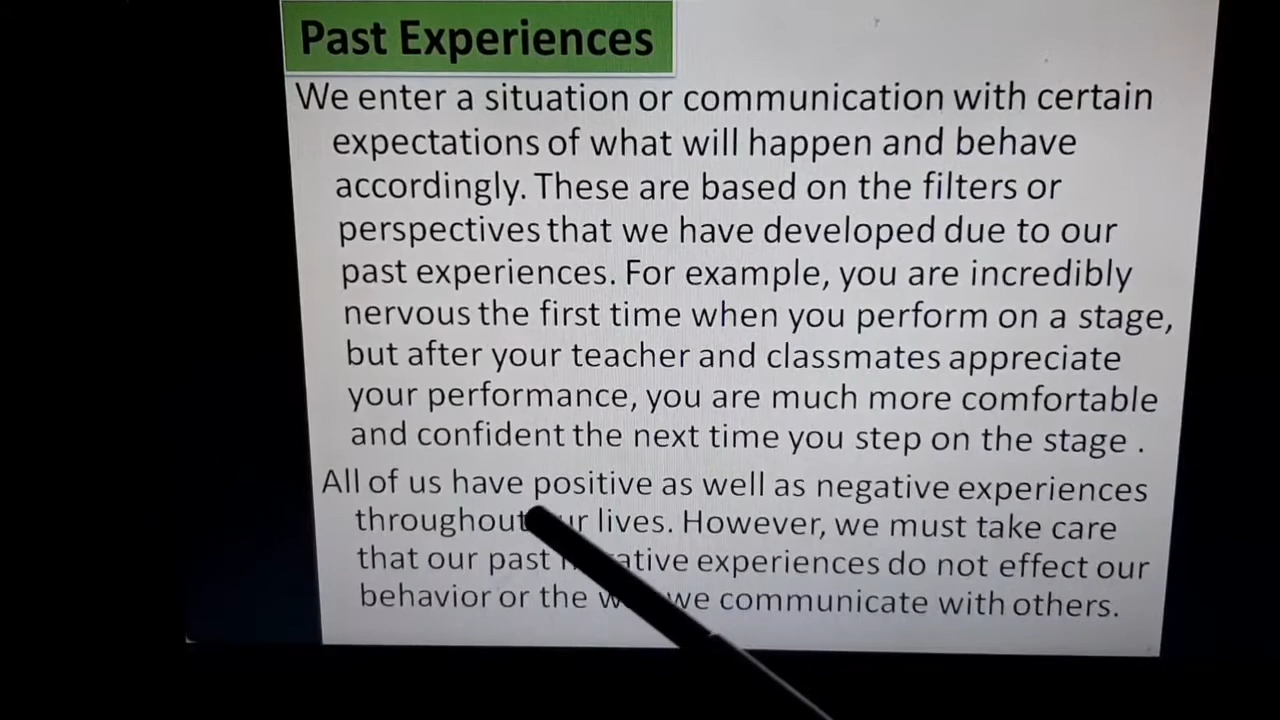 Past Experiences
We enter a situation or communication with certain
expectations of what will happen and behave
accordingly. These are based on the filters or
perspectives that we have developed due to our
past experiences. For example, you are incredibly
nervous the first time when you perform on a stage,
but after your teacher and classmates appreciate
your performance, you are much more comfortable
and confident the next time you step on the stage .
All of us have positive as well as negative experiences
throughout lives. However, we must take care
that our past experiences do not effect our
behavior or the we communicate with others.